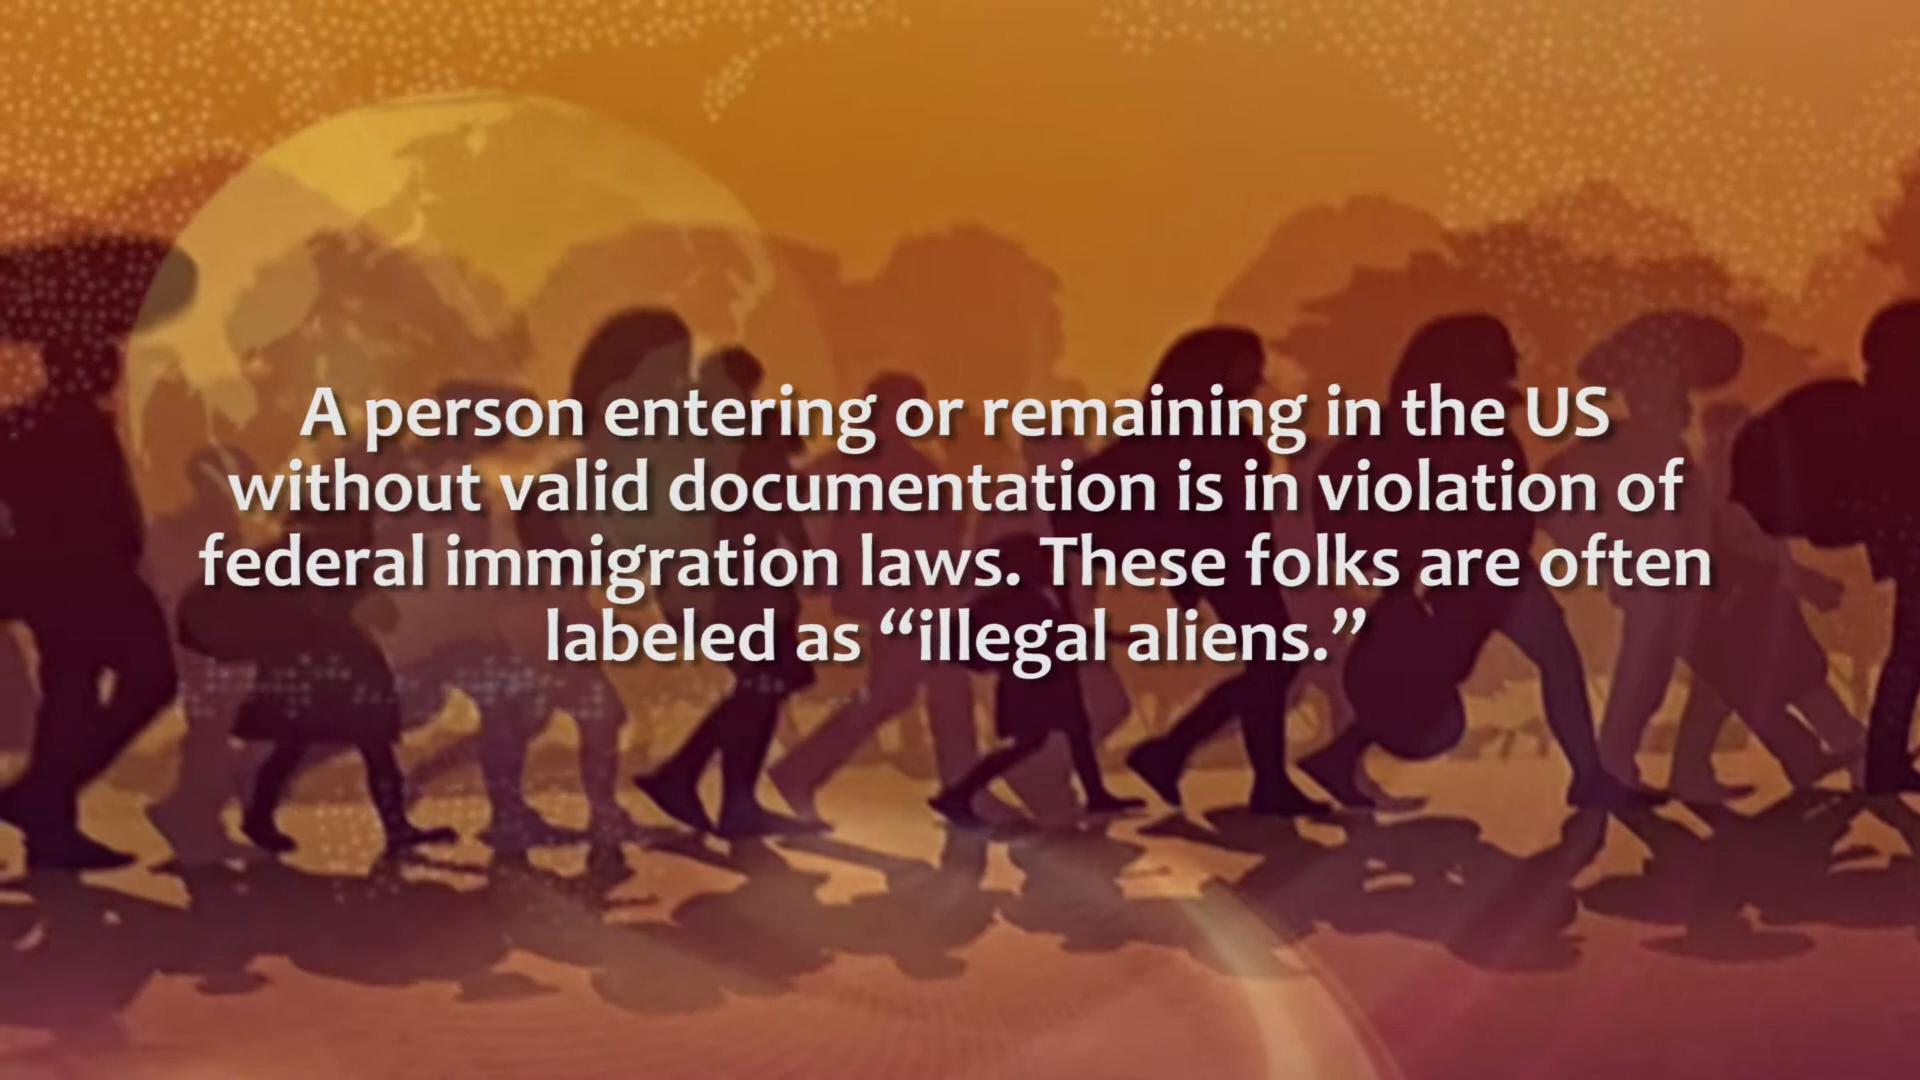 A person entering or remaining in the US
without valid documentation is in violation of
federal immigration laws. These folks are often
labeled as “illegal aliens.”